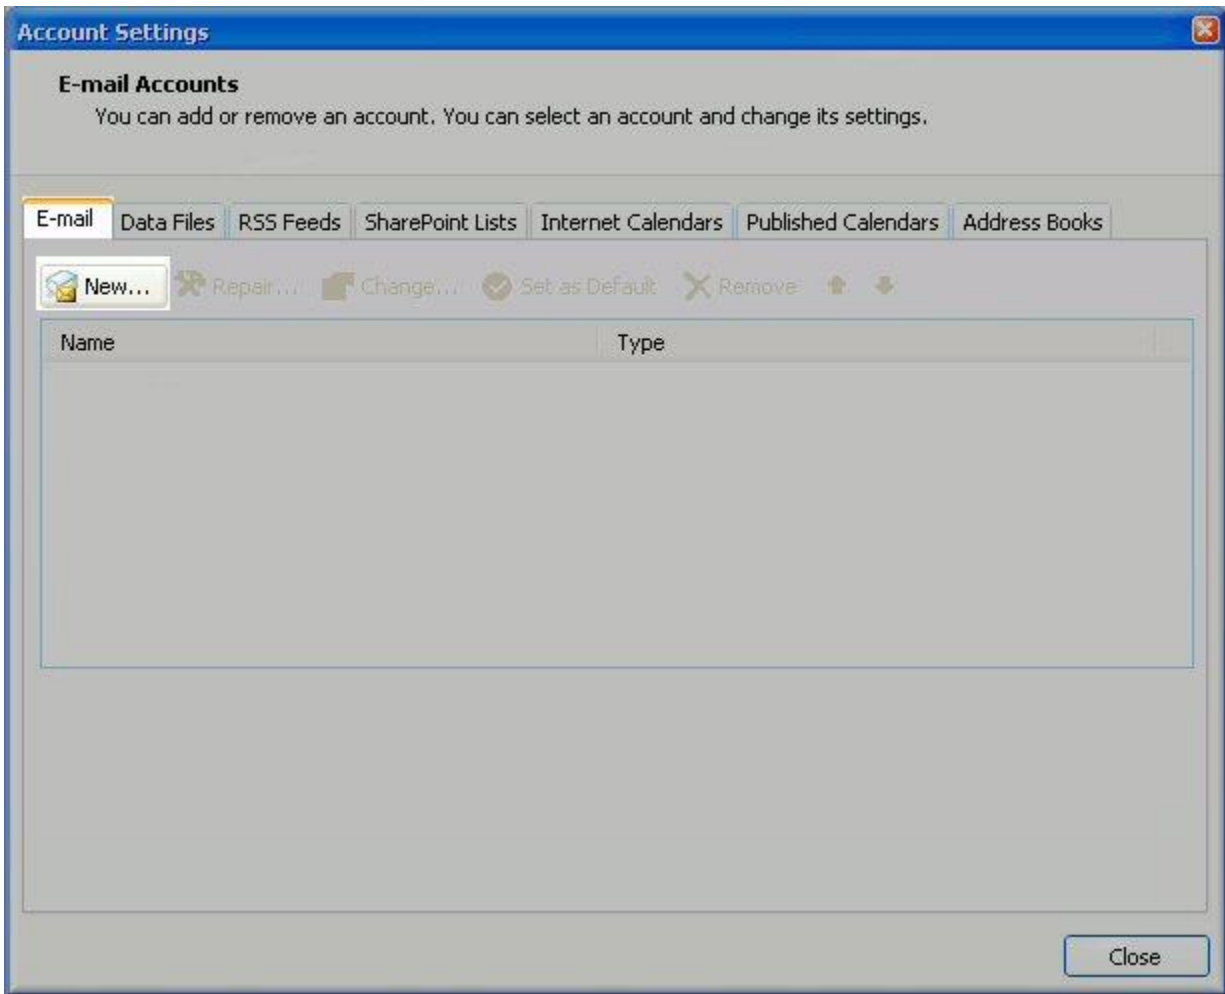 Account Settings
E-mail Accounts
You can add or remove an account. You can select an account and change its settings.
E-mail Data Files RSS Feeds SharePoint Lists Internet Calendars Published Calendars Address Books
New... Repair... Change... Set as Default Remove
Name Type
Close